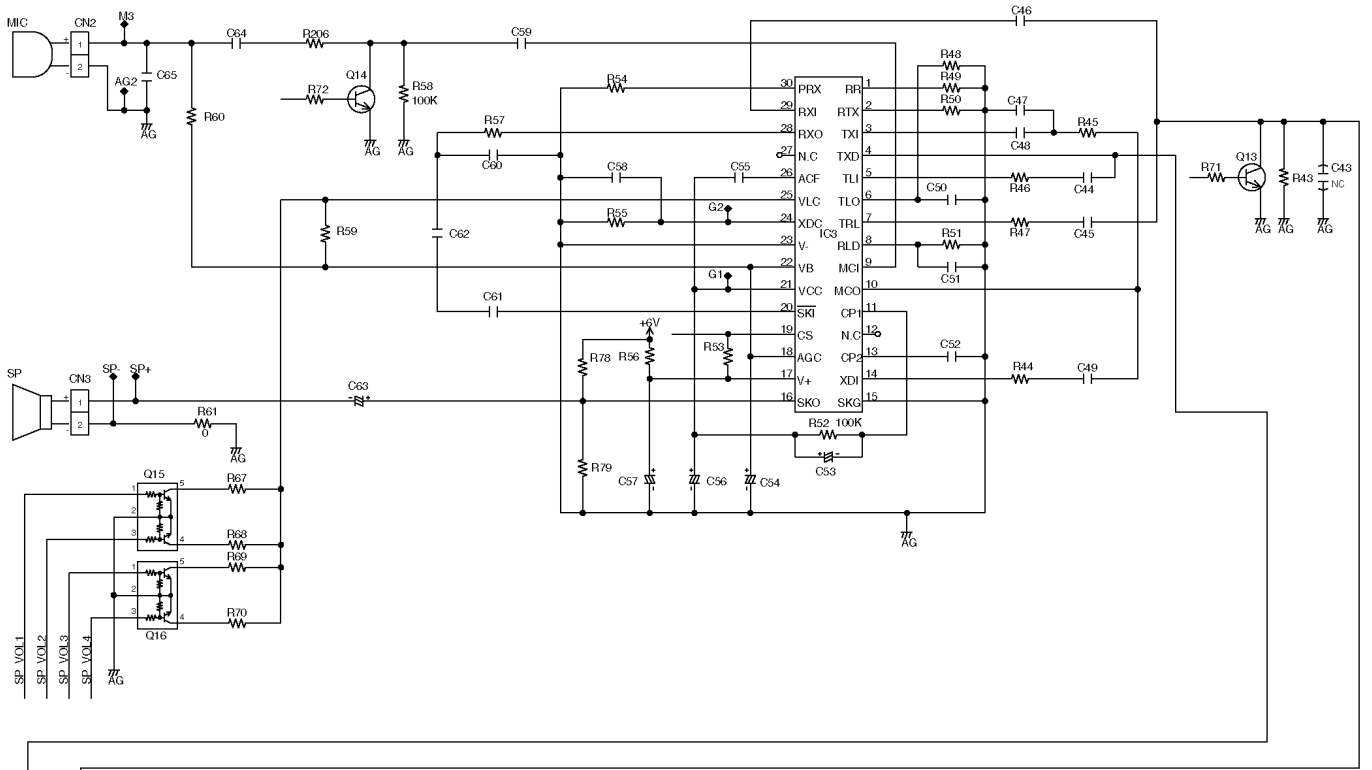 MIC
CN2
M3
+
1
-
2
AG2
C65
AG
C64
R206
R60
R72
Q14
R58
100K
AG
AG
C59
C46
R54
R57
C60
C58
R55
C55
G2
G1
R59
C62
C61
30 PRX
29 RXI
28 RXO
27 N.C
26 ACF
25 VLC
24 XDC
23 V-
22 VB
21 VCC
20 SKI
19 CS
18 AGC
17 V+
16 SKO
IC3
RR 1
RTX 2
TXI 3
TXD 4
TLI 5
TLO 6
TRL 7
RLD 8
MCI 9
MCO 10
CP1 11
N.C 12
CP2 13
XDI 14
SKG 15
R48
R49
R50
C47
C48
R45
R46
C44
C50
R47
C45
R51
C51
C52
R44
C49
R71
Q13
R43
C43
NC
AG
AG
AG
+6V
R78
R56
R53
R52 100K
+ -
C53
SP
CN3
SP-
SP+
+
1
-
2
R61
0
AG
- C63 +
R79
+
C57
-
+
C56
-
+
C54
-
AG
Q15
1
2
3
5
4
R67
R68
R69
1
2
3
5
4
R70
Q16
AG
SP VOL1
SP VOL2
SP VOL3
SP VOL4